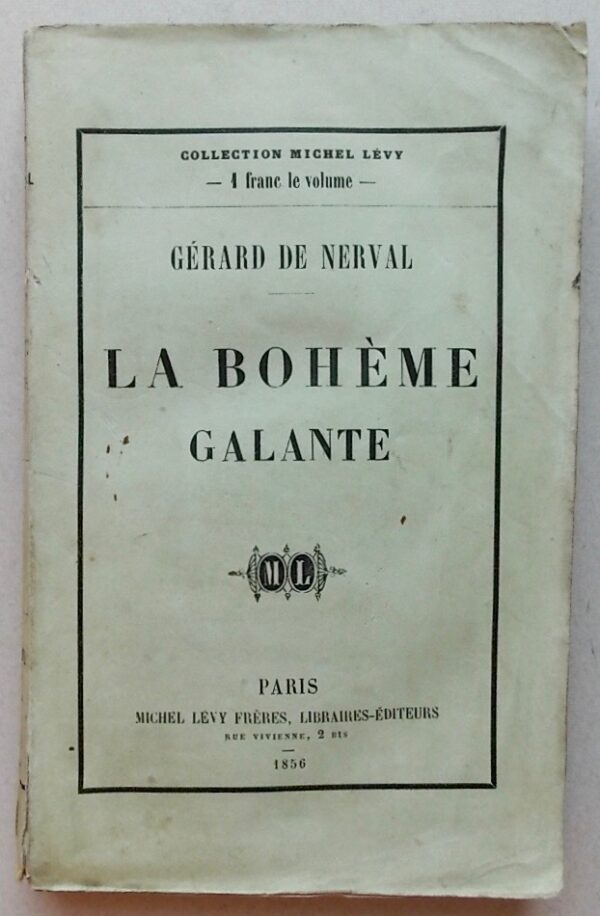 COLLECTION MICHEL LÉVY
— 1 franc le volume —
GÉRARD DE NERVAL
LA BOHÈME
GALANTE
ML
PARIS
MICHEL LÉVY FRÈRES, LIBRAIRES-ÉDITEURS
RUE VIVIENNE, 2 BIS
—
1856